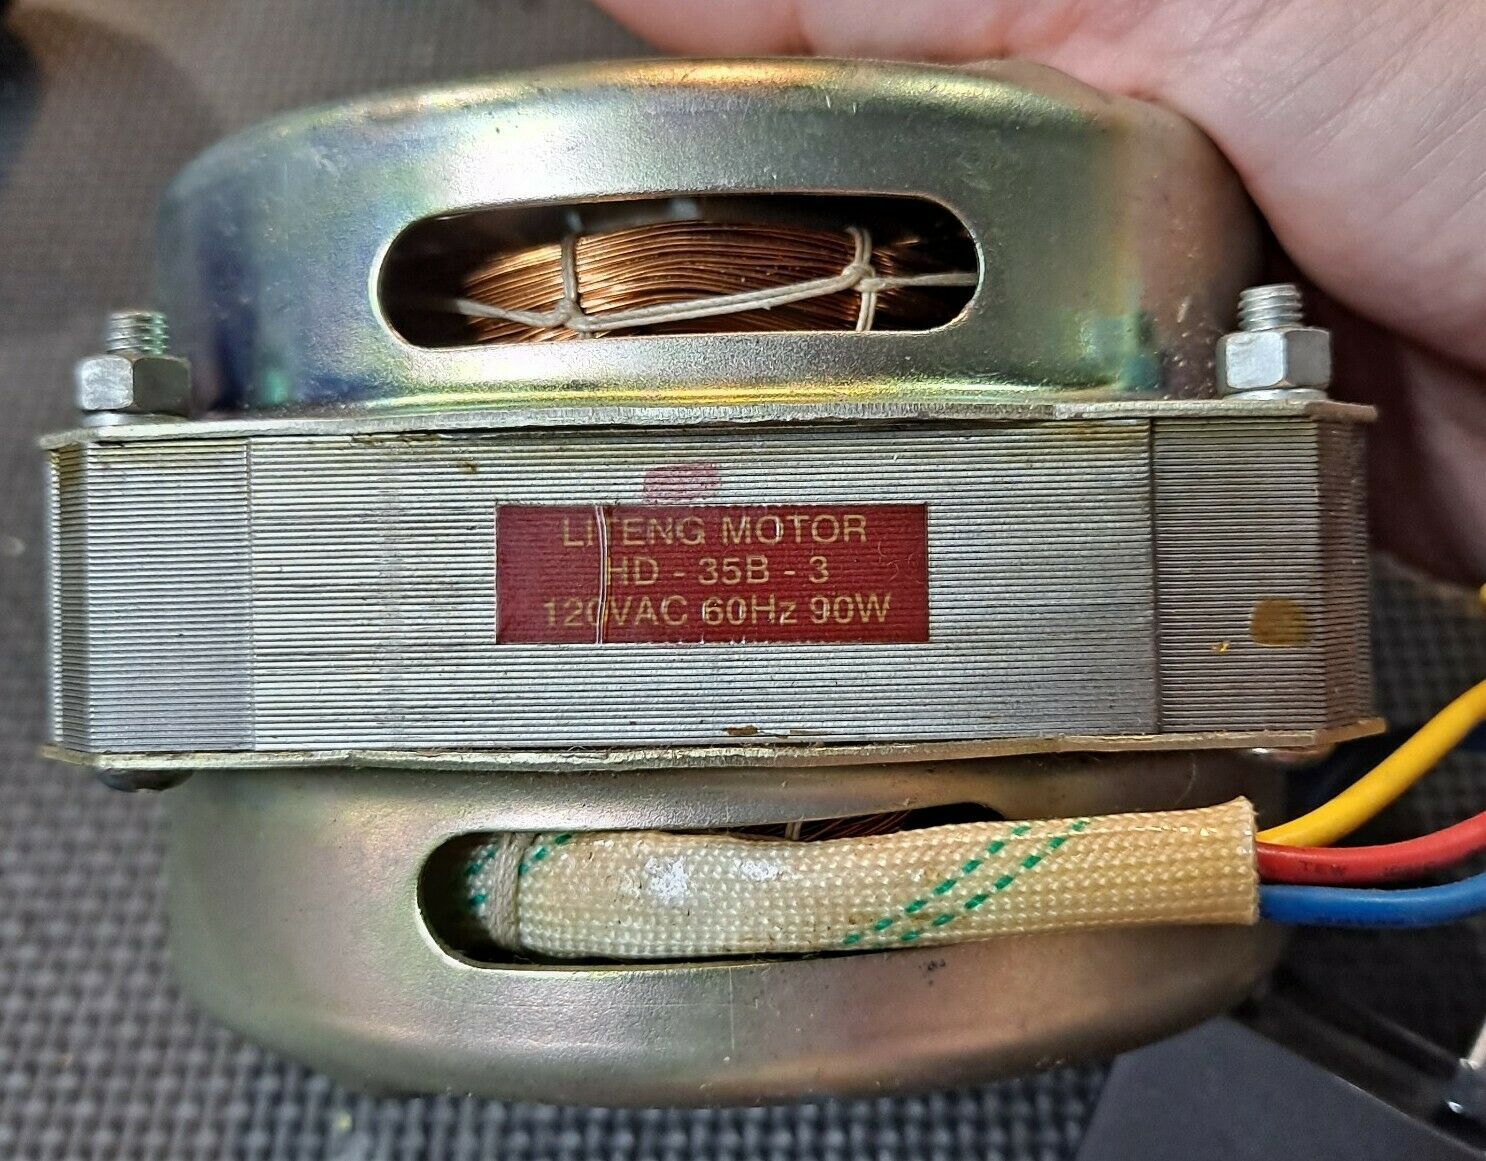 LITENG MOTOR
HD - 35B - 3
120VAC 60Hz 90W